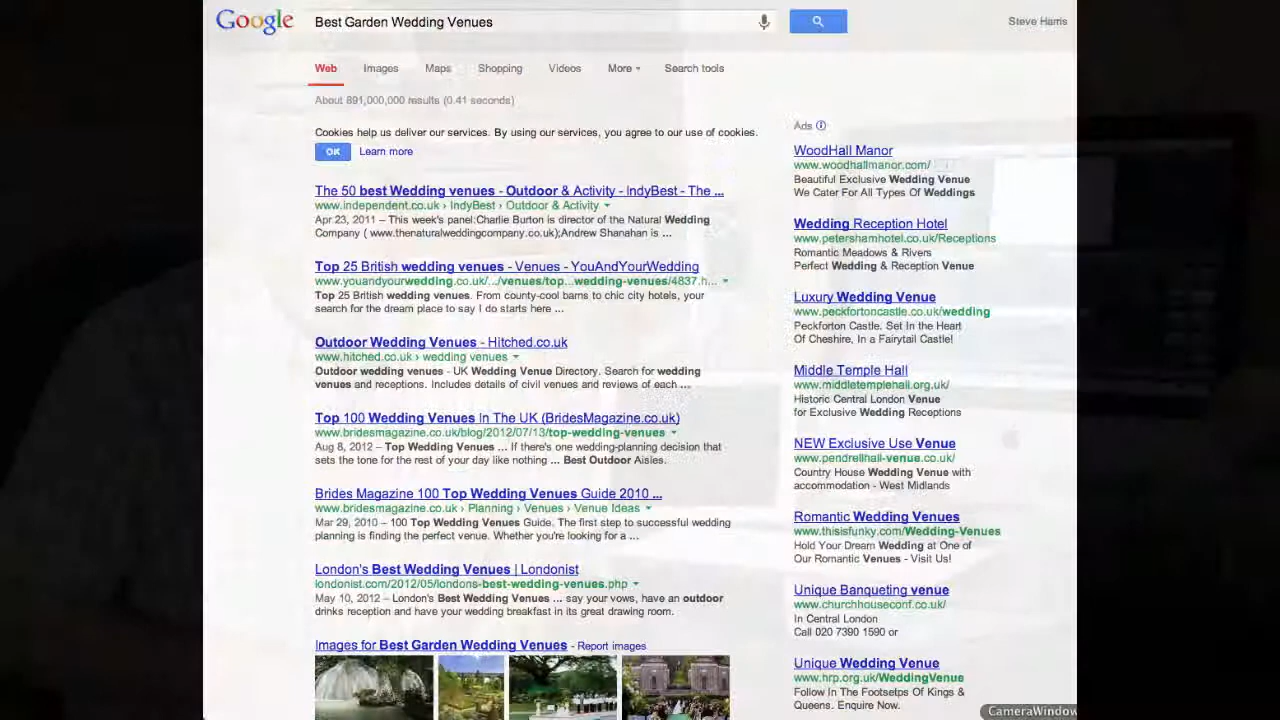 Google
Best Garden Wedding Venues
Steve Harris
Web Images Maps Shopping Videos More Search tools
About 891,000,000 results (0.41 seconds)
Cookies help us deliver our services. By using our services, you agree to our use of cookies.
OK Learn more
The 50 best Wedding venues - Outdoor & Activity - IndyBest - The ...
www.independent.co.uk › IndyBest › Outdoor & Activity
Apr 23, 2011 – This week's panel:Charlie Burton is director of the Natural Wedding
Company ( www.thenaturalweddingcompany.co.uk);Andrew Shanahan is ...
Top 25 British wedding venues - Venues - YouAndYourWedding
www.youandyourwedding.co.uk/.../venues/top...wedding-venues/4837.h...
Top 25 British wedding venues. From county-cool barns to chic city hotels, your
search for the dream place to say I do starts here ...
Outdoor Wedding Venues - Hitched.co.uk
www.hitched.co.uk › wedding venues
Outdoor wedding venues - UK Wedding Venue Directory. Search for wedding
venues and receptions. Includes details of civil venues and reviews of each ...
Top 100 Wedding Venues In The UK (BridesMagazine.co.uk)
www.bridesmagazine.co.uk/blog/2012/07/13/top-wedding-venues
Aug 8, 2012 – Top Wedding Venues ... If there's one wedding-planning decision that
sets the tone for the rest of your day like nothing ... Best Outdoor Aisles.
Brides Magazine 100 Top Wedding Venues Guide 2010 ...
www.bridesmagazine.co.uk › Planning › Venues › Venue Ideas
Mar 29, 2010 – 100 Top Wedding Venues Guide. The first step to successful wedding
planning is finding the perfect venue. Whether you're looking for a ...
London's Best Wedding Venues | Londonist
londonist.com/2012/05/londons-best-wedding-venues.php
May 10, 2012 – London's Best Wedding Venues ... say your vows, have an outdoor
drinks reception and have your wedding breakfast in its great drawing room.
Images for Best Garden Wedding Venues - Report images
Ads
WoodHall Manor
www.woodhallmanor.com/
Beautiful Exclusive Wedding Venue
We Cater For All Types Of Weddings
Wedding Reception Hotel
www.petershamhotel.co.uk/Receptions
Romantic Meadows & Rivers
Perfect Wedding & Reception Venue
Luxury Wedding Venue
www.peckfortoncastle.co.uk/wedding
Peckforton Castle. Set In the Heart
Of Cheshire, In a Fairytail Castle!
Middle Temple Hall
www.middletemplehall.org.uk/
Historic Central London Venue
for Exclusive Wedding Receptions
NEW Exclusive Use Venue
www.pendrellhall-venue.co.uk/
Country House Wedding Venue with
accommodation - West Midlands
Romantic Wedding Venues
www.thisisfunky.com/Wedding-Venues
Hold Your Dream Wedding at One of
Our Romantic Venues - Visit Us!
Unique Banqueting venue
www.churchhouseconf.co.uk/
In Central London
Call 020 7390 1590 or
Unique Wedding Venue
www.hrp.org.uk/WeddingVenue
Follow In The Footsetps Of Kings &
Queens. Enquire Now.
CameraWindow